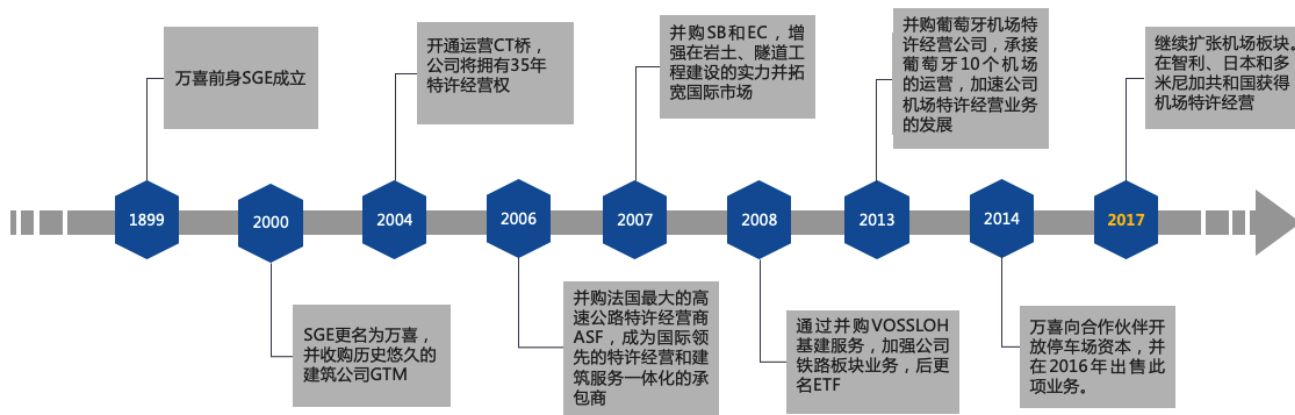 1899
万喜前身SGE成立
2000
SGE更名为万喜，
并收购历史悠久的
建筑公司GTM
2004
开通运营CT桥，
公司将拥有35年
特许经营权
2006
并购法国最大的高
速公路特许经营商
ASF，成为国际领
先的特许经营和建
筑服务一体化的承
包商
2007
并购SB和EC，增
强在岩土、隧道工
程建设的实力并拓
宽国际市场
2008
通过并购VOSSLOH
基建服务，加强公司
铁路板块业务，后更
名ETF
2013
并购葡萄牙机场特
许经营公司，承接
葡萄牙10个机场
的运营，加速公司
机场特许经营业务
的发展
2014
万喜向合作伙伴开
放停车场资本，并
在2016年出售此
项业务。
2017
继续扩张机场板块。
在智利、日本和多
米尼加共和国获得
机场特许经营